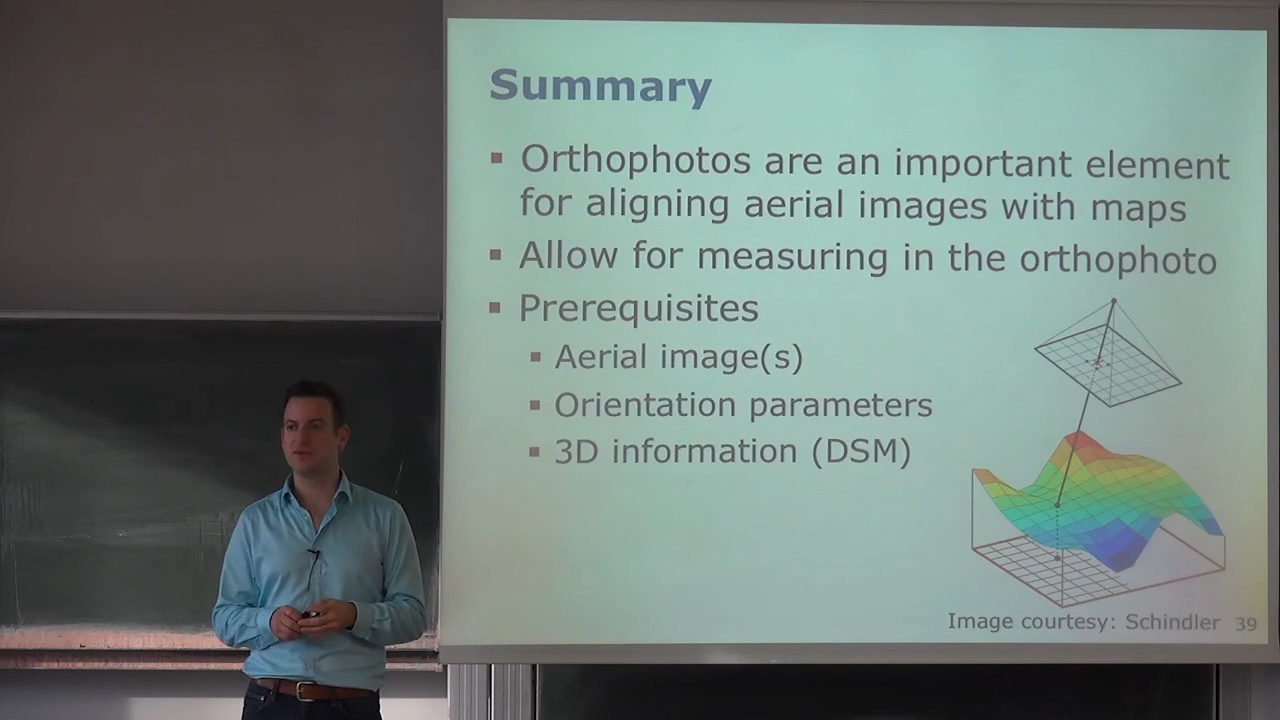 Summary
▪ Orthophotos are an important element
for aligning aerial images with maps
▪ Allow for measuring in the orthophoto
▪ Prerequisites
▪ Aerial image(s)
▪ Orientation parameters
▪ 3D information (DSM)
Image courtesy: Schindler 39